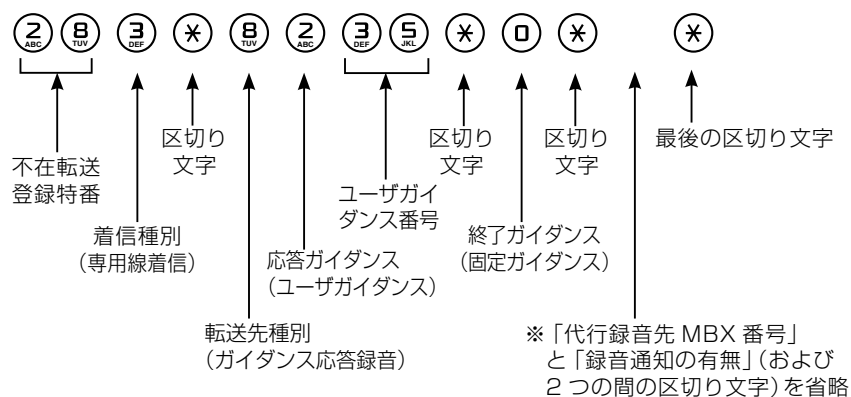 2 ABC 8 TUV 3 DEF * 8 TUV 2 ABC 3 DEF 5 JKL * 0 * *
区切り
文字
区切り
文字
区切り
文字
最後の区切り文字
不在転送
登録特番
ユーザガイ
ダンス番号
着信種別
（専用線着信）
応答ガイダンス
（ユーザガイダンス）
終了ガイダンス
（固定ガイダンス）
転送先種別
（ガイダンス応答録音）
※「代行録音先 MBX 番号」
と「録音通知の有無」（および
2 つの間の区切り文字）を省略